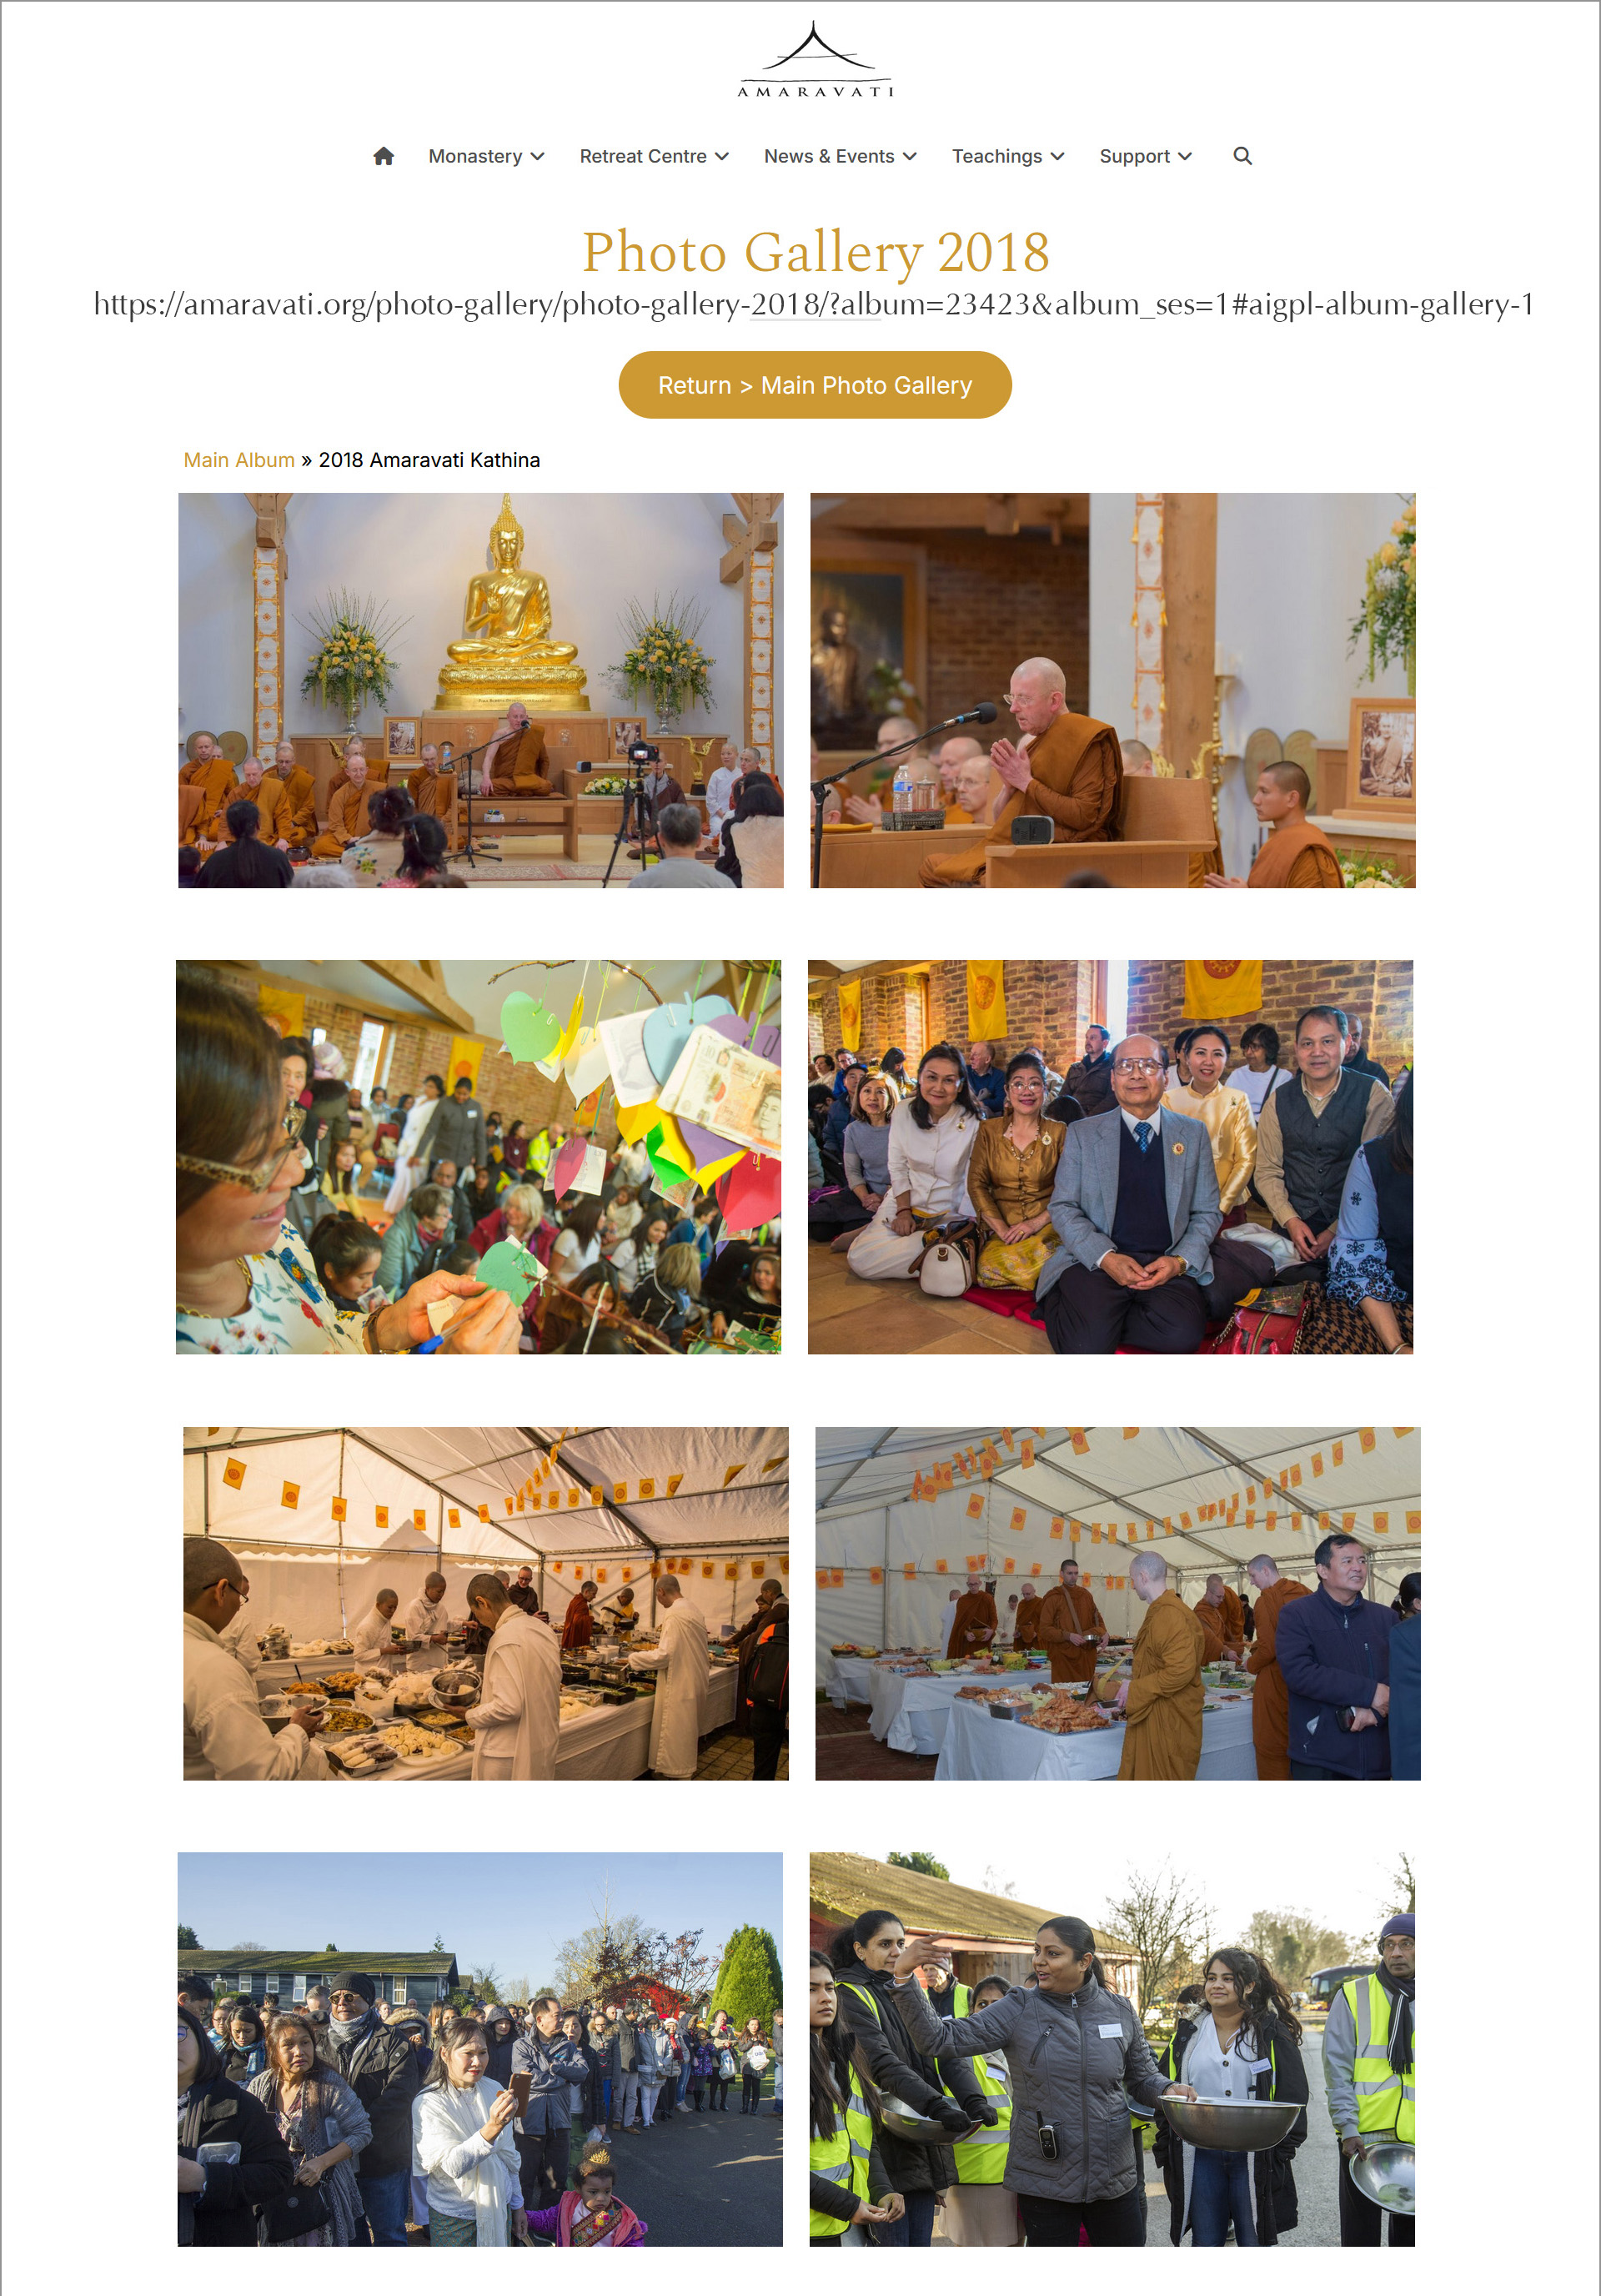 AMARAVATI
Monastery Retreat Centre News & Events Teachings Support
Photo Gallery 2018
https://amaravati.org/photo-gallery/photo-gallery-2018/?album=23423&album_ses=1#aigpl-album-gallery-1
Return > Main Photo Gallery
Main Album » 2018 Amaravati Kathina